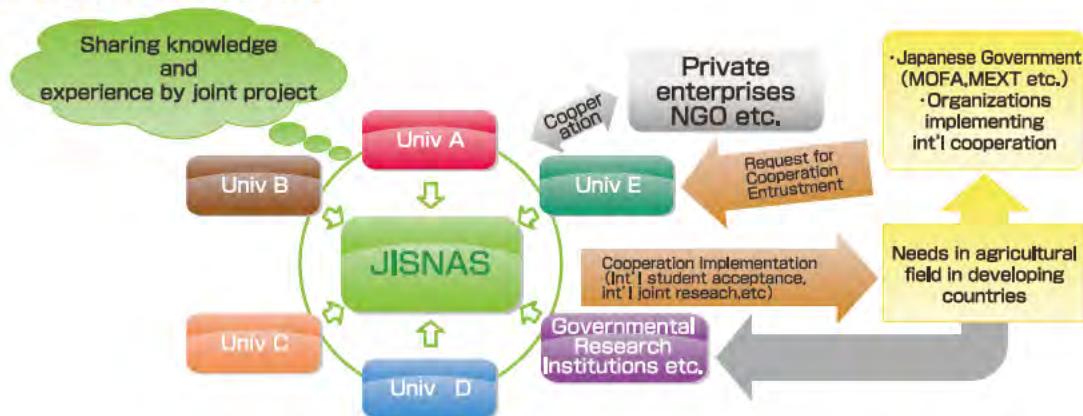 Sharing knowledge
and
experience by joint project
Univ A
Univ B
Univ E
JISNAS
Univ C
Univ D
Governmental
Research
Institutions etc.
Cooper
ation
Private
enterprises
NGO etc.
Request for
Cooperation
Entrustment
・Japanese Government
(MOFA,MEXT etc.)
・Organizations
implementing
int'l cooperation
Cooperation Implementation
(Int'l student acceptance,
int'l joint reseach,etc)
Needs in agricultural
field in developing
countries